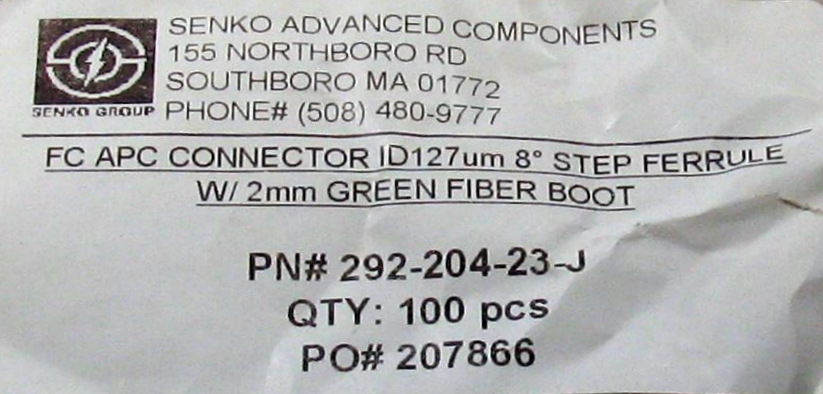 SENKO ADVANCED COMPONENTS
155 NORTHBORO RD
SOUTHBORO MA 01772
SENKO GROUP PHONE# (508) 480-9777
FC APC CONNECTOR ID127um 8° STEP FERRULE
W/ 2mm GREEN FIBER BOOT
PN# 292-204-23-J
QTY: 100 pcs
PO# 207866